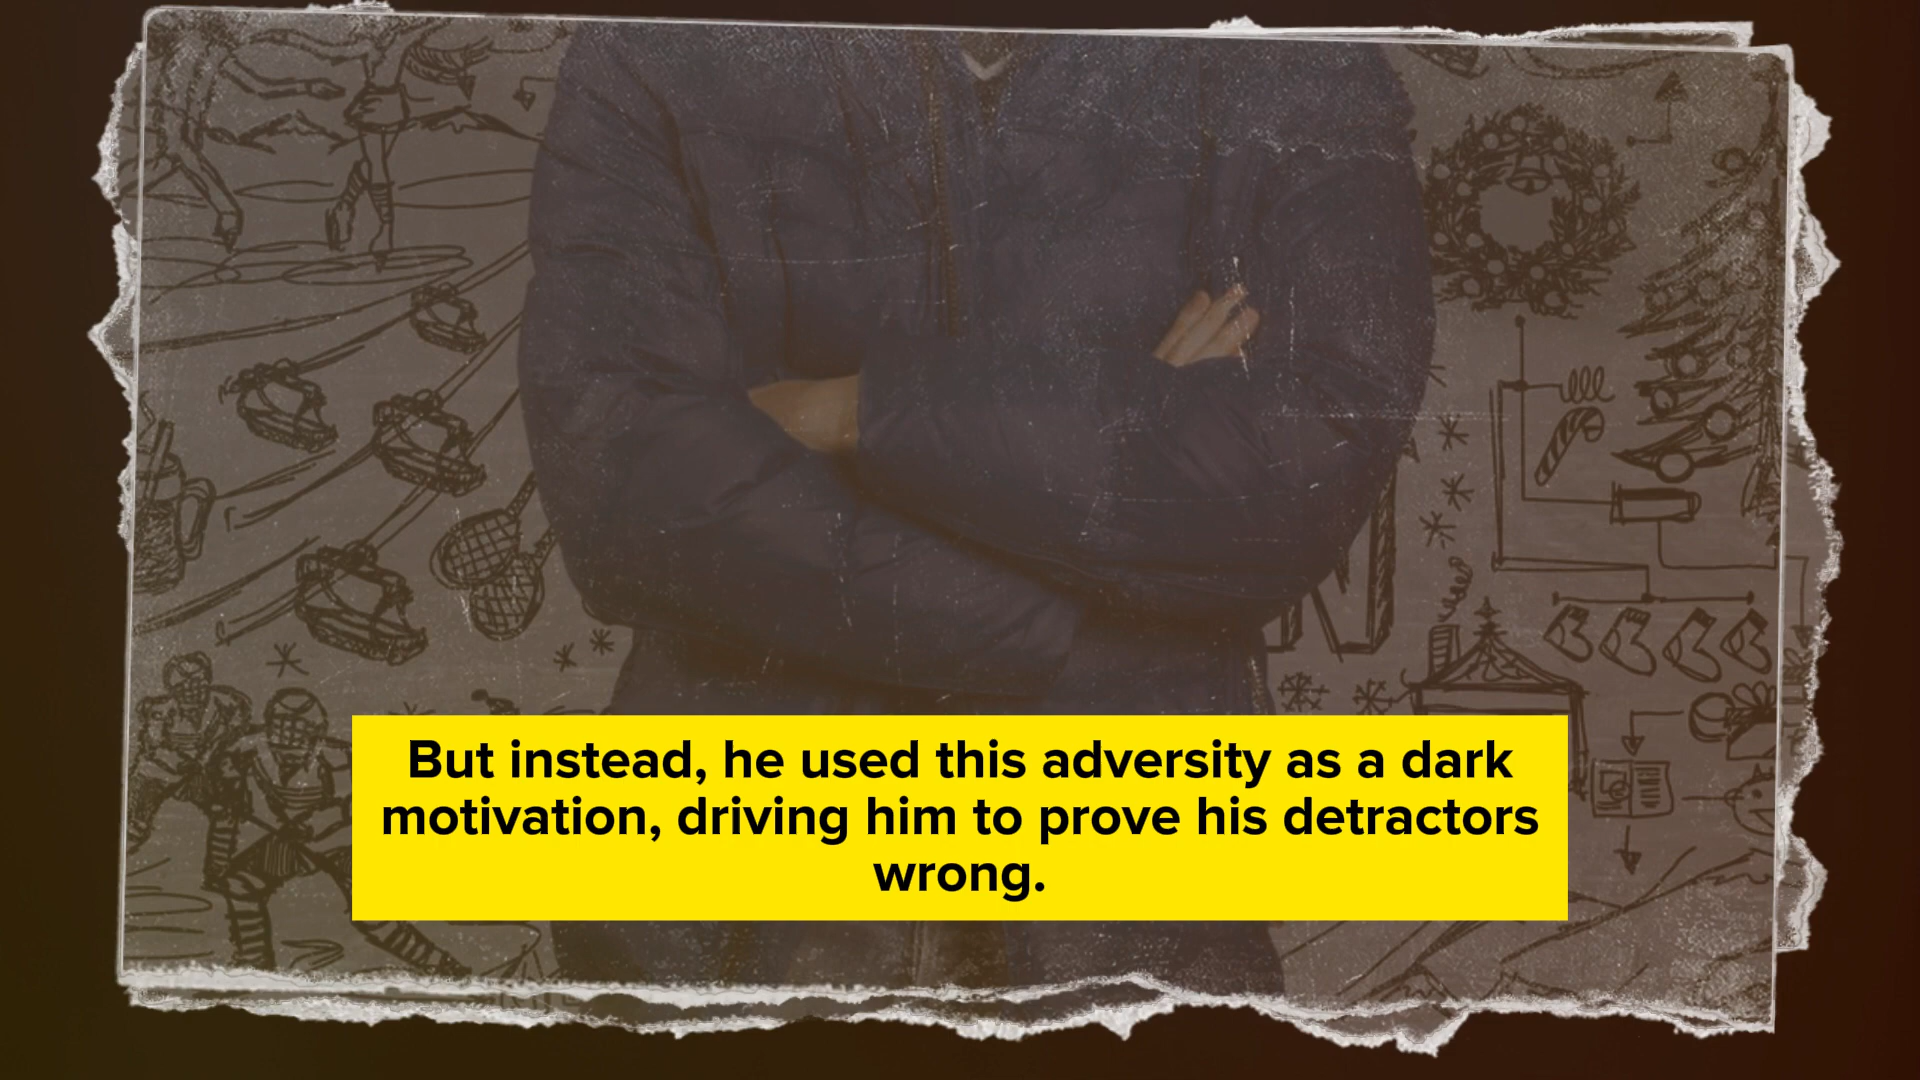 But instead, he used this adversity as a dark
motivation, driving him to prove his detractors
wrong.